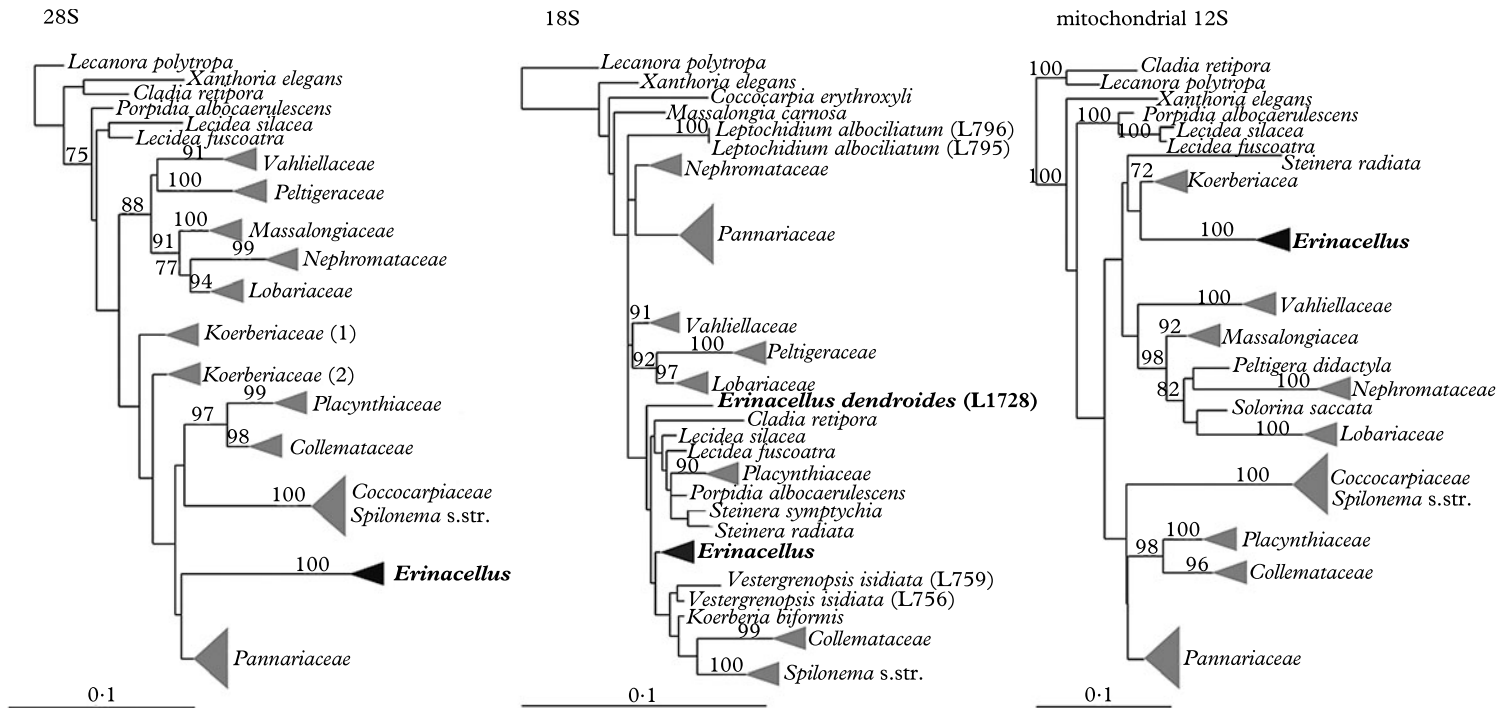 28S
Lecanora polytropa
Xanthoria elegans
Cladia retipora
Porpidia albocaerulescens
Lecidea silacea
Lecidea fuscoatra
75
91
Vahliellaceae
100
Peltigeraceae
88
100
Massalongiaceae
91
99
Nephromataceae
77
94
Lobariaceae
Koerberiaceae (1)
Koerberiaceae (2)
99
Placynthiaceae
97
98
Collemataceae
100
Coccocarpiaceae
Spilonema s.str.
100
Erinacellus
Pannariaceae
0·1
18S
Lecanora polytropa
Xanthoria elegans
Coccocarpia erythroxyli
Massalongia carnosa
100
Leptochidium albociliatum (L796)
Leptochidium albociliatum (L795)
Nephromataceae
Pannariaceae
91
Vahliellaceae
100
Peltigeraceae
92
97
Lobariaceae
Erinacellus dendroides (L1728)
Cladia retipora
Lecidea silacea
Lecidea fuscoatra
90
Placynthiaceae
Porpidia albocaerulescens
Steinera symptychia
Steinera radiata
Erinacellus
Vestergrenopsis isidiata (L759)
Vestergrenopsis isidiata (L756)
Koerberia biformis
99
Collemataceae
100
Spilonema s.str.
0·1
mitochondrial 12S
100
Cladia retipora
Lecanora polytropa
Xanthoria elegans
100
Porpidia albocaerulescens
100
Lecidea silacea
Lecidea fuscoatra
Steinera radiata
100
72
Koerberiacea
100
Erinacellus
100
Vahliellaceae
92
Massalongiacea
98
Peltigera didactyla
82
100
Nephromataceae
Solorina saccata
100
Lobariaceae
100
Coccocarpiaceae
Spilonema s.str.
100
Placynthiaceae
98
96
Collemataceae
Pannariaceae
0·1